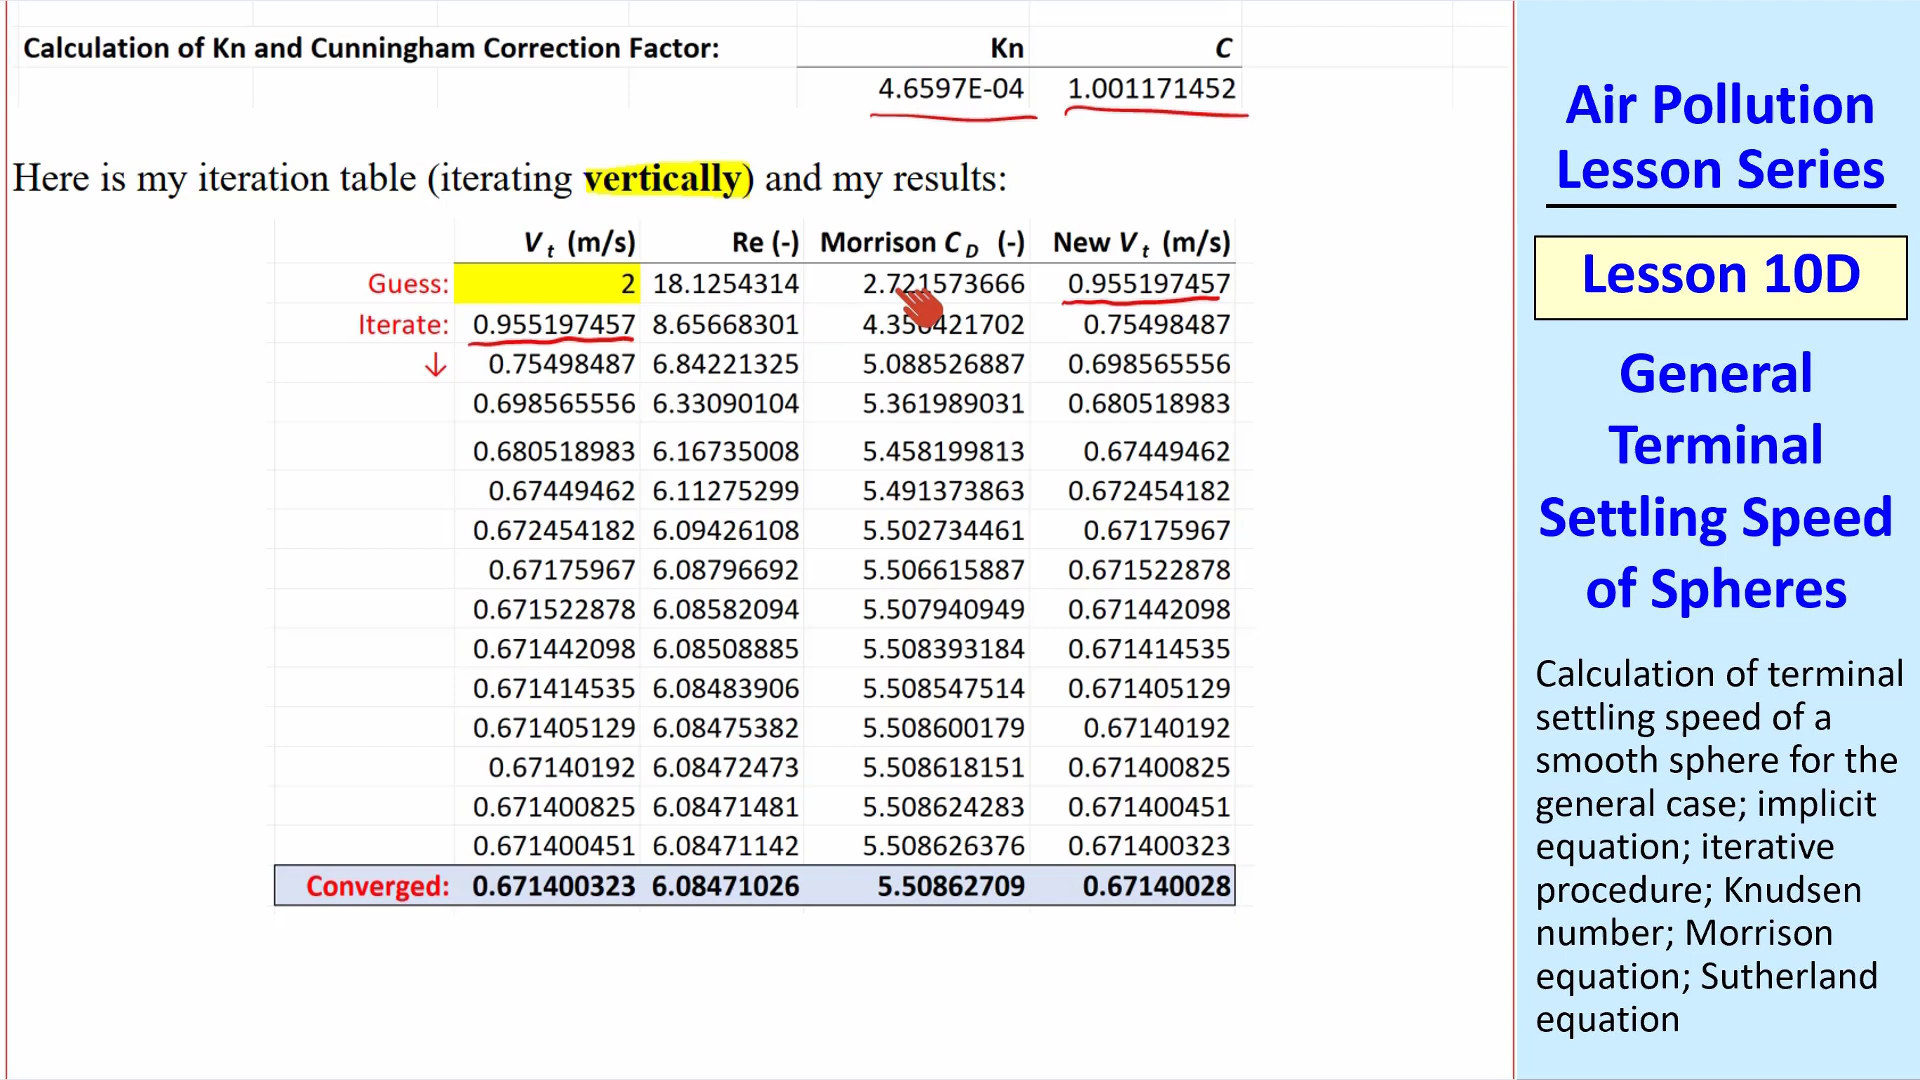 Calculation of Kn and Cunningham Correction Factor: Kn C
4.6597E-04 1.001171452
Here is my iteration table (iterating vertically) and my results:
V t (m/s) Re (-) Morrison C D (-) New V t (m/s)
Guess: 2 18.1254314 2.721573666 0.955197457
Iterate: 0.955197457 8.65668301 4.356421702 0.75498487
↓ 0.75498487 6.84221325 5.088526887 0.698565556
0.698565556 6.33090104 5.361989031 0.680518983
0.680518983 6.16735008 5.458199813 0.67449462
0.67449462 6.11275299 5.491373863 0.672454182
0.672454182 6.09426108 5.502734461 0.67175967
0.67175967 6.08796692 5.506615887 0.671522878
0.671522878 6.08582094 5.507940949 0.671442098
0.671442098 6.08508885 5.508393184 0.671414535
0.671414535 6.08483906 5.508547514 0.671405129
0.671405129 6.08475382 5.508600179 0.67140192
0.67140192 6.08472473 5.508618151 0.671400825
0.671400825 6.08471481 5.508624283 0.671400451
0.671400451 6.08471142 5.508626376 0.671400323
Converged: 0.671400323 6.08471026 5.50862709 0.67140028
Air Pollution
Lesson Series
Lesson 10D
General
Terminal
Settling Speed
of Spheres
Calculation of terminal
settling speed of a
smooth sphere for the
general case; implicit
equation; iterative
procedure; Knudsen
number; Morrison
equation; Sutherland
equation